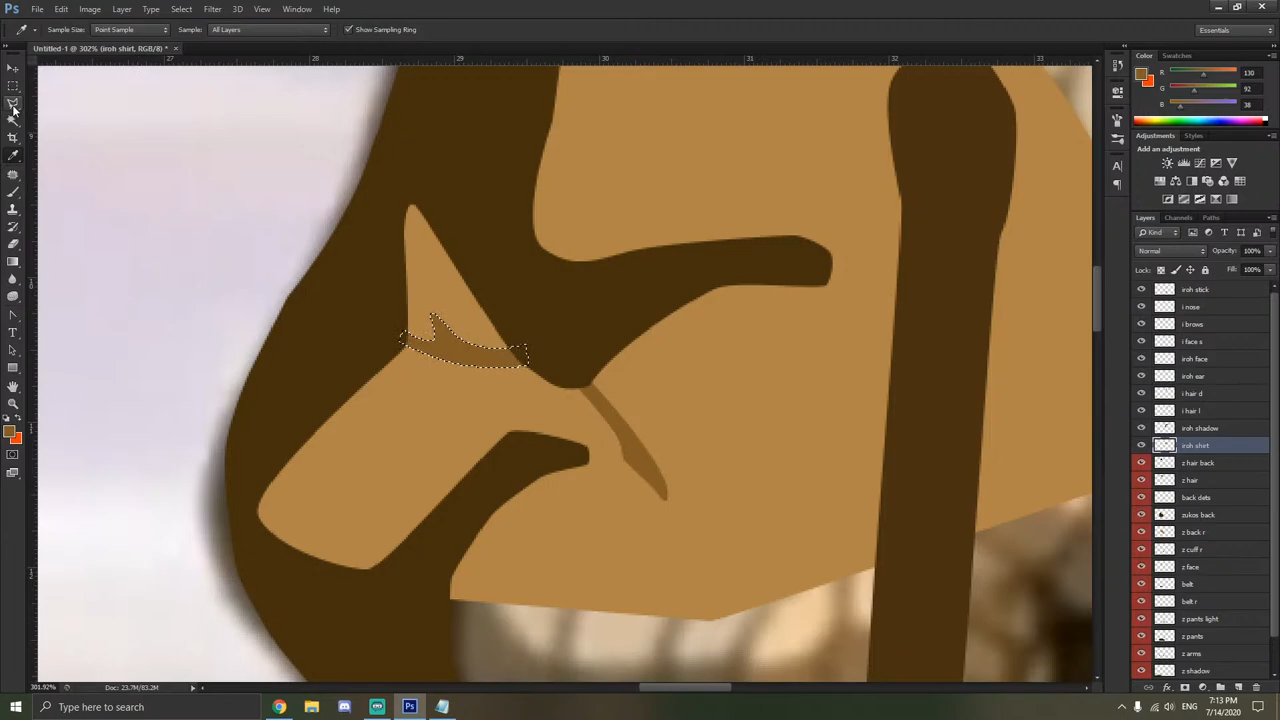 Ps File Edit Image Layer Type Select Filter 3D View Window Help
Sample Size: Point Sample Sample: All Layers Show Sampling Ring Essentials
Untitled-1 @ 302% (iroh shirt, RGB/8) * ×
27 28 29 30 31 32 33
Color Swatches
R 130
G 92
B 38
Adjustments Styles
Add an adjustment
Layers Channels Paths
Kind
Normal Opacity: 100%
Lock: Fill: 100%
iroh stick
i nose
i brows
i face s
iroh face
iroh ear
i hair d
i hair l
iroh shadow
iroh shirt
z hair back
z hair
back dets
zukos back
z back r
z cuff r
z face
belt
belt r
z pants light
z pants
z arms
z shadow
301.92% Doc: 23.7M/83.2M
Type here to search
Ps
ENG
7:13 PM
7/14/2020